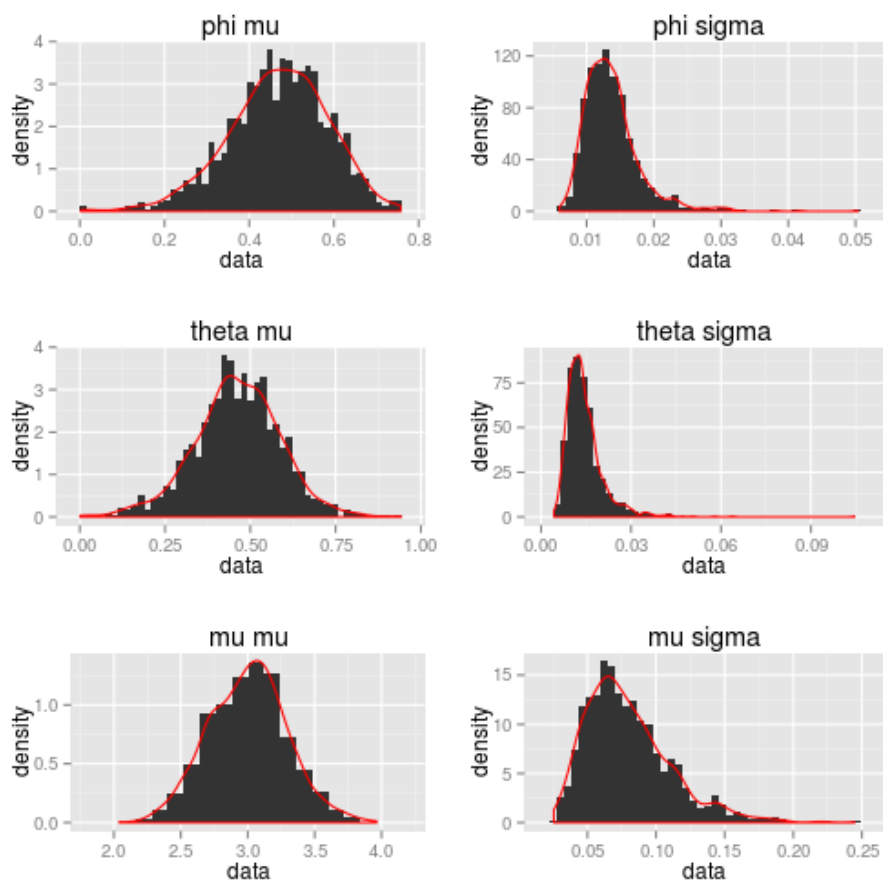 phi mu
density
4
3
2
1
0
0.0 0.2 0.4 0.6 0.8
data
phi sigma
density
120
80
40
0
0.01 0.02 0.03 0.04 0.05
data
theta mu
density
4
3
2
1
0
0.00 0.25 0.50 0.75 1.00
data
theta sigma
density
75
50
25
0
0.00 0.03 0.06 0.09
data
mu mu
density
1.0
0.5
0.0
2.0 2.5 3.0 3.5 4.0
data
mu sigma
density
15
10
5
0
0.05 0.10 0.15 0.20 0.25
data